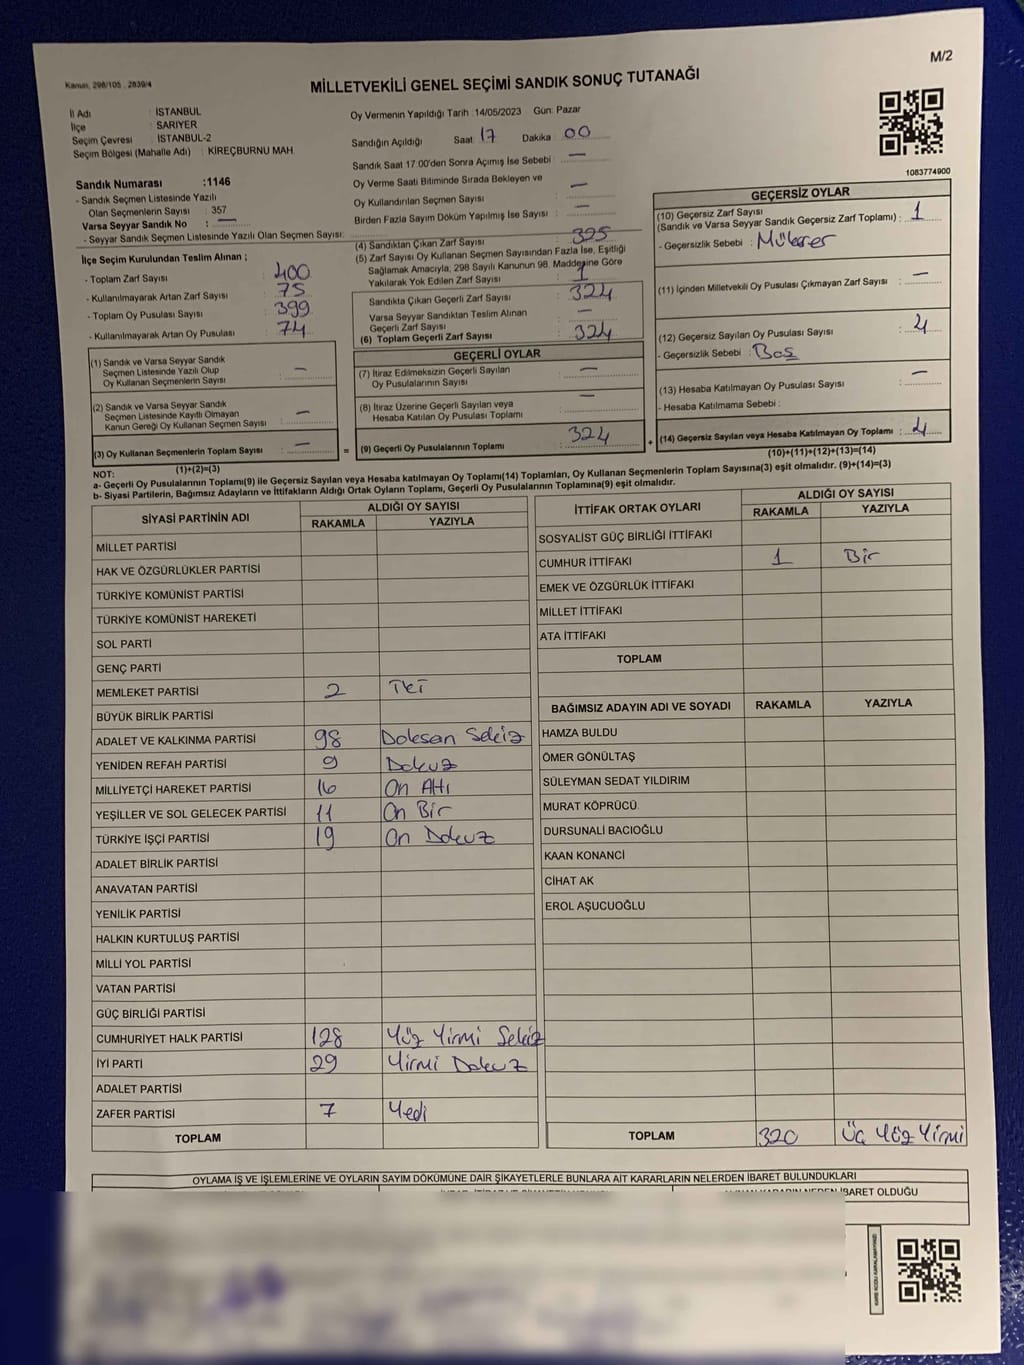 M/2
Kanun, 298/105 , 2839/4
MİLLETVEKİLİ GENEL SEÇİMİ SANDIK SONUÇ TUTANAĞI
İl Adı : İSTANBUL
İlçe : SARIYER
Seçim Çevresi : İSTANBUL-2
Seçim Bölgesi (Mahalle Adı) : KİREÇBURNU MAH.
Oy Vermenin Yapıldığı Tarih :14/05/2023 Gün: Pazar
Sandığın Açıldığı Saat 17 Dakika 00
Sandık Saat 17.00'den Sonra Açılmış İse Sebebi : —
Oy Verme Saati Bitiminde Sırada Bekleyen ve
Oy Kullandırılan Seçmen Sayısı : —
Birden Fazla Sayım Döküm Yapılmış İse Sayısı : —
1083774900
Sandık Numarası :1146
- Sandık Seçmen Listesinde Yazılı
Olan Seçmenlerin Sayısı : 357
Varsa Seyyar Sandık No : —
- Seyyar Sandık Seçmen Listesinde Yazılı Olan Seçmen Sayısı:
İlçe Seçim Kurulundan Teslim Alınan ;
- Toplam Zarf Sayısı : 400
- Kullanılmayarak Artan Zarf Sayısı : 75
- Toplam Oy Pusulası Sayısı : 399
- Kullanılmayarak Artan Oy Pusulası : 74
(1) Sandık ve Varsa Seyyar Sandık
Seçmen Listesinde Yazılı Olup
Oy Kullanan Seçmenlerin Sayısı : —
(2) Sandık ve Varsa Seyyar Sandık
Seçmen Listesinde Kayıtlı Olmayan
Kanun Gereği Oy Kullanan Seçmen Sayısı : —
(3) Oy Kullanan Seçmenlerin Toplam Sayısı : —
(1)+(2)=(3)
(4) Sandıktan Çıkan Zarf Sayısı : 325
(5) Zarf Sayısı Oy Kullanan Seçmen Sayısından Fazla İse, Eşitliği
Sağlamak Amacıyla, 298 Sayılı Kanunun 98. Maddesine Göre
Yakılarak Yok Edilen Zarf Sayısı : 1
Sandıkta Çıkan Geçerli Zarf Sayısı : 324
Varsa Seyyar Sandıktan Teslim Alınan
Geçerli Zarf Sayısı : —
(6) Toplam Geçerli Zarf Sayısı : 324
GEÇERLİ OYLAR
(7) İtiraz Edilmeksizin Geçerli Sayılan
Oy Pusulalarının Sayısı : —
(8) İtiraz Üzerine Geçerli Sayılan veya
Hesaba Katılan Oy Pusulası Toplamı : —
= (9) Geçerli Oy Pusulalarının Toplamı : 324
GEÇERSİZ OYLAR
(10) Geçersiz Zarf Sayısı
(Sandık ve Varsa Seyyar Sandık Geçersiz Zarf Toplamı) : 1
- Geçersizlik Sebebi : Mükerrer
(11) İçinden Milletvekili Oy Pusulası Çıkmayan Zarf Sayısı : —
(12) Geçersiz Sayılan Oy Pusulası Sayısı : 4
- Geçersizlik Sebebi : Boş
(13) Hesaba Katılmayan Oy Pusulası Sayısı : —
- Hesaba Katılmama Sebebi :
+ (14) Geçersiz Sayılan veya Hesaba Katılmayan Oy Toplamı : 4
(10)+(11)+(12)+(13)=(14)
NOT:
a- Geçerli Oy Pusulalarının Toplamı(9) ile Geçersiz Sayılan veya Hesaba katılmayan Oy Toplamı(14) Toplamları, Oy Kullanan Seçmenlerin Toplam Sayısına(3) eşit olmalıdır. (9)+(14)=(3)
b- Siyasi Partilerin, Bağımsız Adayların ve İttifakların Aldığı Ortak Oyların Toplamı, Geçerli Oy Pusulalarının Toplamına(9) eşit olmalıdır.
SİYASİ PARTİNİN ADI ALDIĞI OY SAYISI
RAKAMLA YAZIYLA
MİLLET PARTİSİ
HAK VE ÖZGÜRLÜKLER PARTİSİ
TÜRKİYE KOMÜNİST PARTİSİ
TÜRKİYE KOMÜNİST HAREKETİ
SOL PARTİ
GENÇ PARTİ
MEMLEKET PARTİSİ 2 İki
BÜYÜK BİRLİK PARTİSİ
ADALET VE KALKINMA PARTİSİ 98 Doksan Sekiz
YENİDEN REFAH PARTİSİ 9 Dokuz
MİLLİYETÇİ HAREKET PARTİSİ 16 On Altı
YEŞİLLER VE SOL GELECEK PARTİSİ 11 On Bir
TÜRKİYE İŞÇİ PARTİSİ 19 On Dokuz
ADALET BİRLİK PARTİSİ
ANAVATAN PARTİSİ
YENİLİK PARTİSİ
HALKIN KURTULUŞ PARTİSİ
MİLLİ YOL PARTİSİ
VATAN PARTİSİ
GÜÇ BİRLİĞİ PARTİSİ
CUMHURİYET HALK PARTİSİ 128 Yüz Yirmi Sekiz
İYİ PARTİ 29 Yirmi Dokuz
ADALET PARTİSİ
ZAFER PARTİSİ 7 Yedi
TOPLAM
İTTİFAK ORTAK OYLARI ALDIĞI OY SAYISI
RAKAMLA YAZIYLA
SOSYALİST GÜÇ BİRLİĞİ İTTİFAKI
CUMHUR İTTİFAKI 1 Bir
EMEK VE ÖZGÜRLÜK İTTİFAKI
MİLLET İTTİFAKI
ATA İTTİFAKI
TOPLAM
BAĞIMSIZ ADAYIN ADI VE SOYADI RAKAMLA YAZIYLA
HAMZA BULDU
ÖMER GÖNÜLTAŞ
SÜLEYMAN SEDAT YILDIRIM
MURAT KÖPRÜCÜ
DURSUNALİ BACIOĞLU
KAAN KONANCİ
CİHAT AK
EROL AŞUCUOĞLU
TOPLAM 320 Üç Yüz Yirmi
OYLAMA İŞ VE İŞLEMLERİNE VE OYLARIN SAYIM DÖKÜMÜNE DAİR ŞİKAYETLERLE BUNLARA AİT KARARLARIN NELERDEN İBARET BULUNDUKLARI
İBARET OLDUĞU